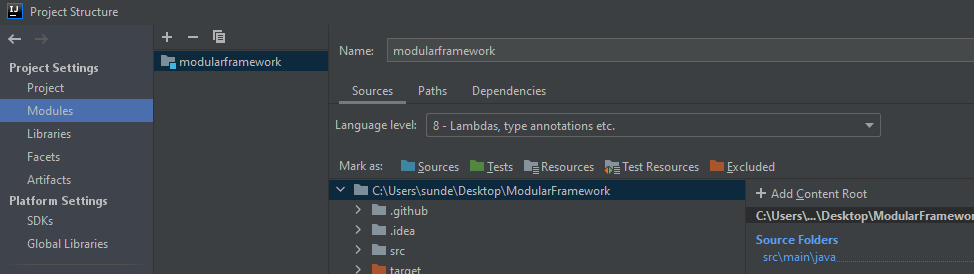 IJ Project Structure
Project Settings
Project
Modules
Libraries
Facets
Artifacts
Platform Settings
SDKs
Global Libraries
modularframework
Name: modularframework
Sources Paths Dependencies
Language level: 8 - Lambdas, type annotations etc.
Mark as: Sources Tests Resources Test Resources Excluded
C:\Users\sunde\Desktop\ModularFramework
.github
.idea
src
target
+ Add Content Root
C:\Users\...\Desktop\ModularFramewor
Source Folders
src\main\java